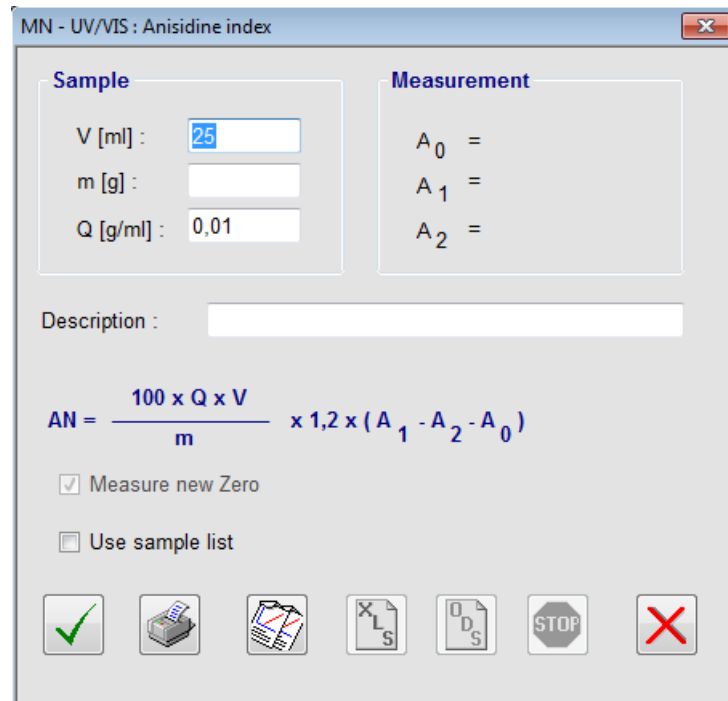 MN - UV/VIS : Anisidine index
Sample
V [ml] : 25
m [g] :
Q [g/ml] : 0,01
Measurement
A0 =
A1 =
A2 =
Description :
100 x Q x V
AN = x 1,2 x ( A1 - A2 - A0 )
m
Measure new Zero
Use sample list
XLS
ODS
STOP